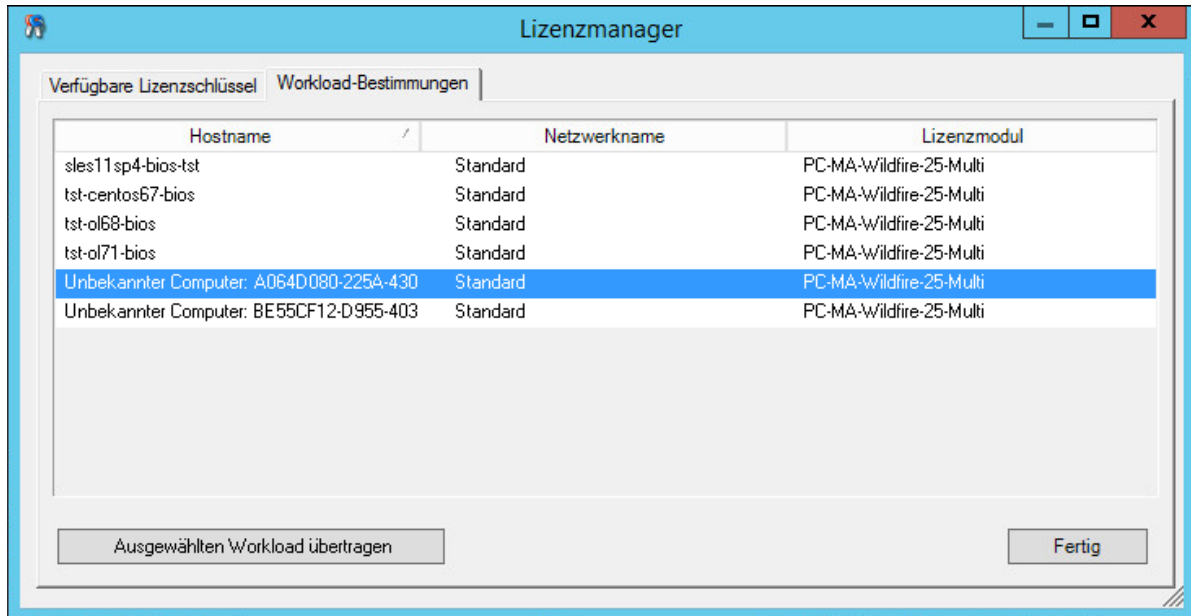 Lizenzmanager
Verfügbare Lizenzschlüssel Workload-Bestimmungen
Hostname Netzwerkname Lizenzmodul
sles11sp4-bios-tst Standard PC-MA-Wildfire-25-Multi
tst-centos67-bios Standard PC-MA-Wildfire-25-Multi
tst-ol68-bios Standard PC-MA-Wildfire-25-Multi
tst-ol71-bios Standard PC-MA-Wildfire-25-Multi
Unbekannter Computer: A064D080-225A-430 Standard PC-MA-Wildfire-25-Multi
Unbekannter Computer: BE55CF12-D955-403 Standard PC-MA-Wildfire-25-Multi
Ausgewählten Workload übertragen Fertig